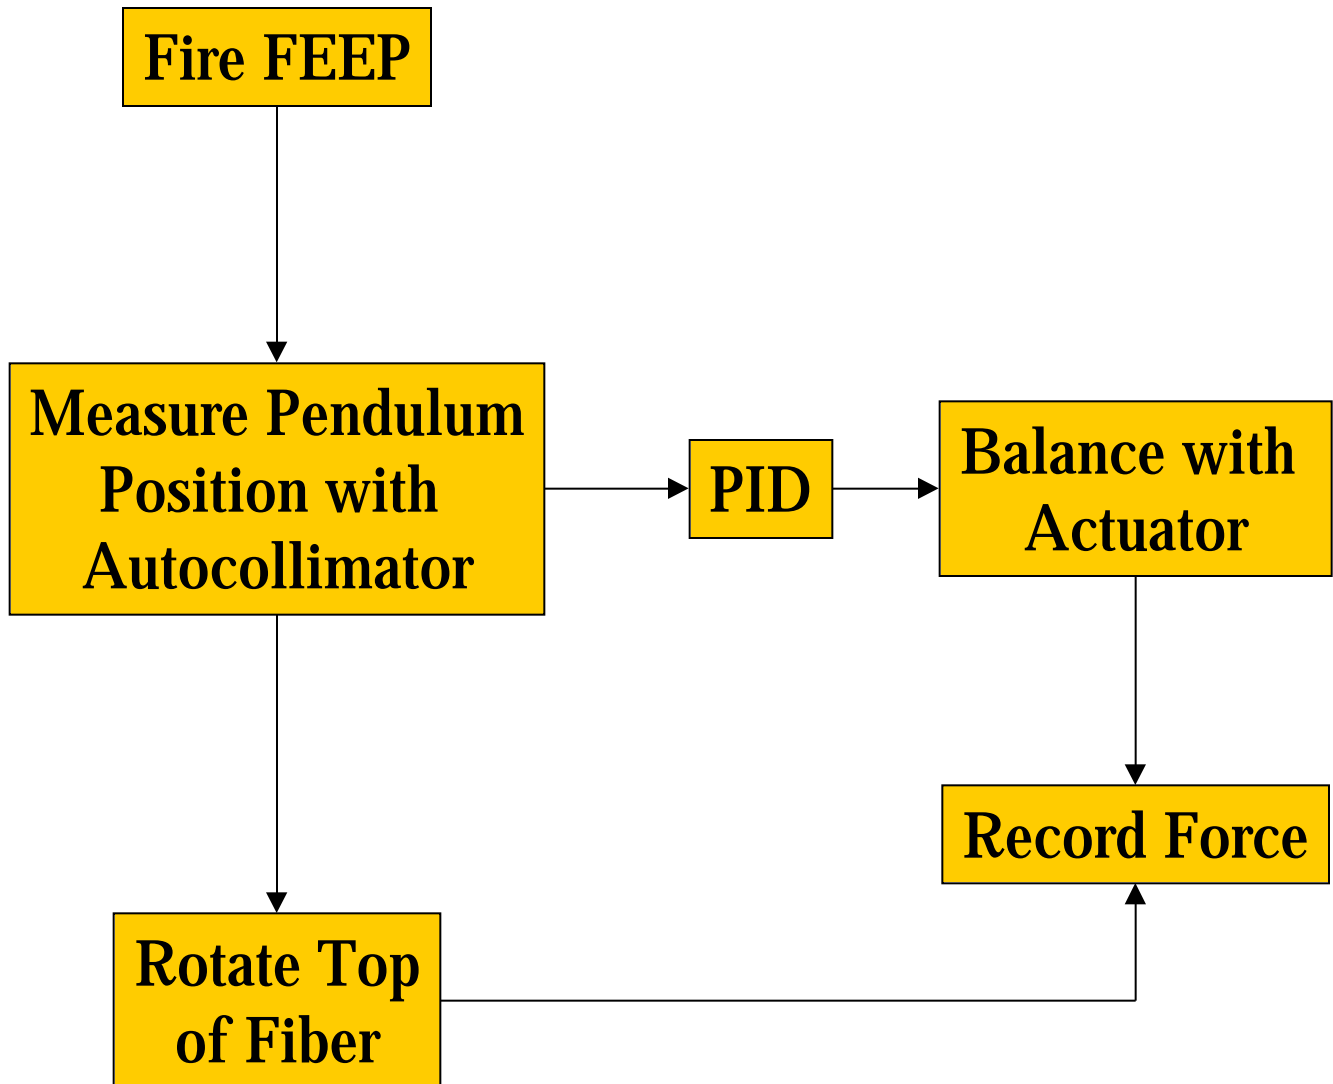 Fire FEEP
Measure Pendulum
Position with
Autocollimator
PID
Balance with
Actuator
Record Force
Rotate Top
of Fiber